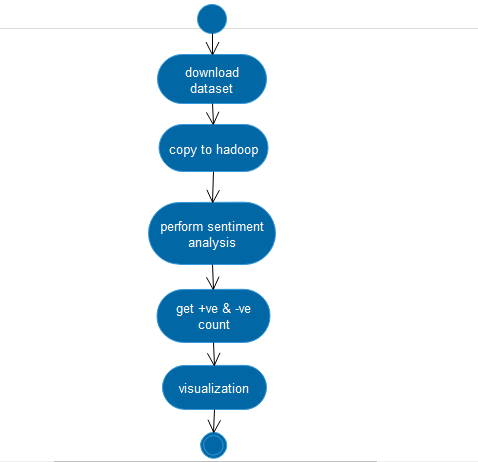 download
dataset
copy to hadoop
perform sentiment
analysis
get +ve & -ve
count
visualization